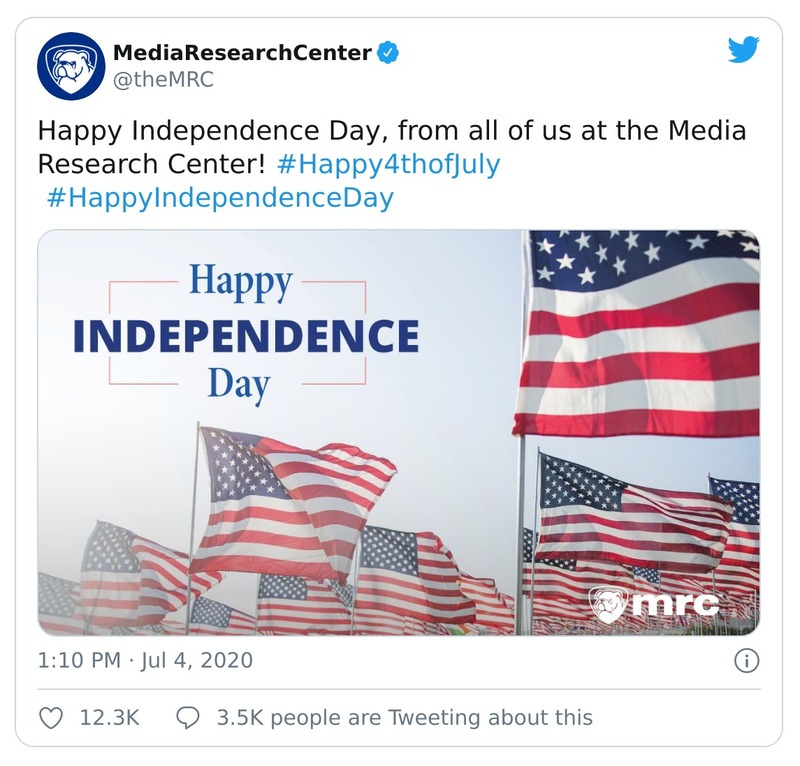 MediaResearchCenter
@theMRC
Happy Independence Day, from all of us at the Media
Research Center! #Happy4thofJuly
#HappyIndependenceDay
Happy
INDEPENDENCE
Day
mrc
1:10 PM · Jul 4, 2020
12.3K 3.5K people are Tweeting about this